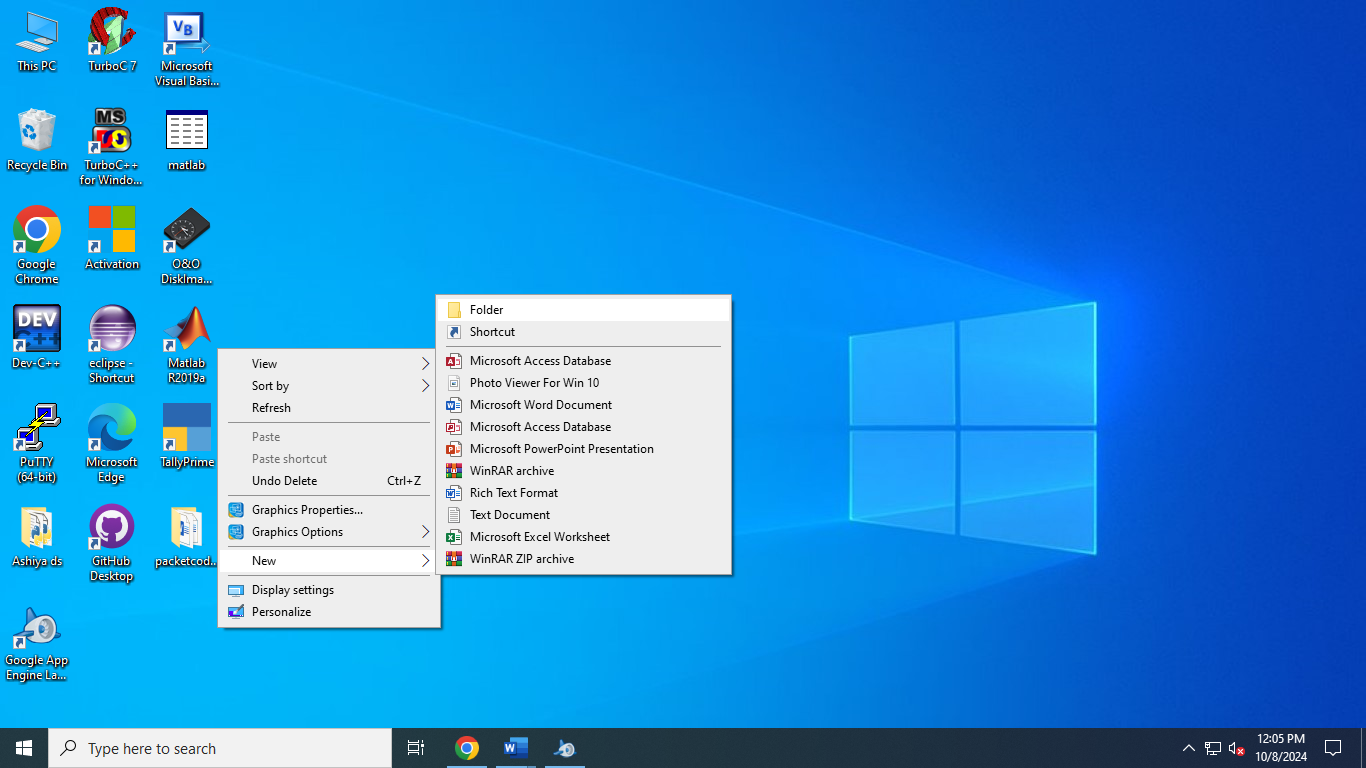 This PC
TurboC 7
Microsoft
Visual Basi...
Recycle Bin
TurboC++
for Windo...
matlab
Google
Chrome
Activation
O&O
DiskIma...
Dev-C++
eclipse -
Shortcut
Matlab
R2019a
PuTTY
(64-bit)
Microsoft
Edge
TallyPrime
Ashiya ds
GitHub
Desktop
packetcod...
Google App
Engine La...
VB
MS
DEV
C++
View
Sort by
Refresh
Paste
Paste shortcut
Undo Delete Ctrl+Z
Graphics Properties...
Graphics Options
New
Display settings
Personalize
Folder
Shortcut
Microsoft Access Database
Photo Viewer For Win 10
Microsoft Word Document
Microsoft Access Database
Microsoft PowerPoint Presentation
WinRAR archive
Rich Text Format
Text Document
Microsoft Excel Worksheet
WinRAR ZIP archive
Type here to search
12:05 PM
10/8/2024